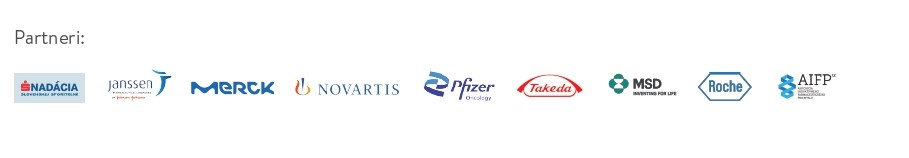 Partneri:
NADÁCIA
SLOVENSKEJ SPORITEĽNE
Janssen
Merck
NOVARTIS
Pfizer
Oncology
Takeda
MSD
INVENTING FOR LIFE
Roche
AIFP